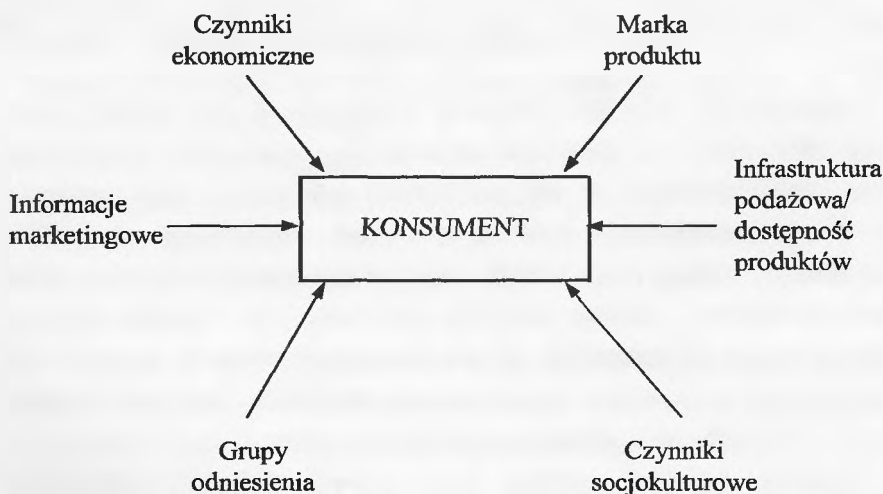 Czynniki
ekonomiczne
Marka
produktu
Informacje
marketingowe
KONSUMENT
Infrastruktura
podażowa/
dostępność
produktów
Grupy
odniesienia
Czynniki
socjokulturowe